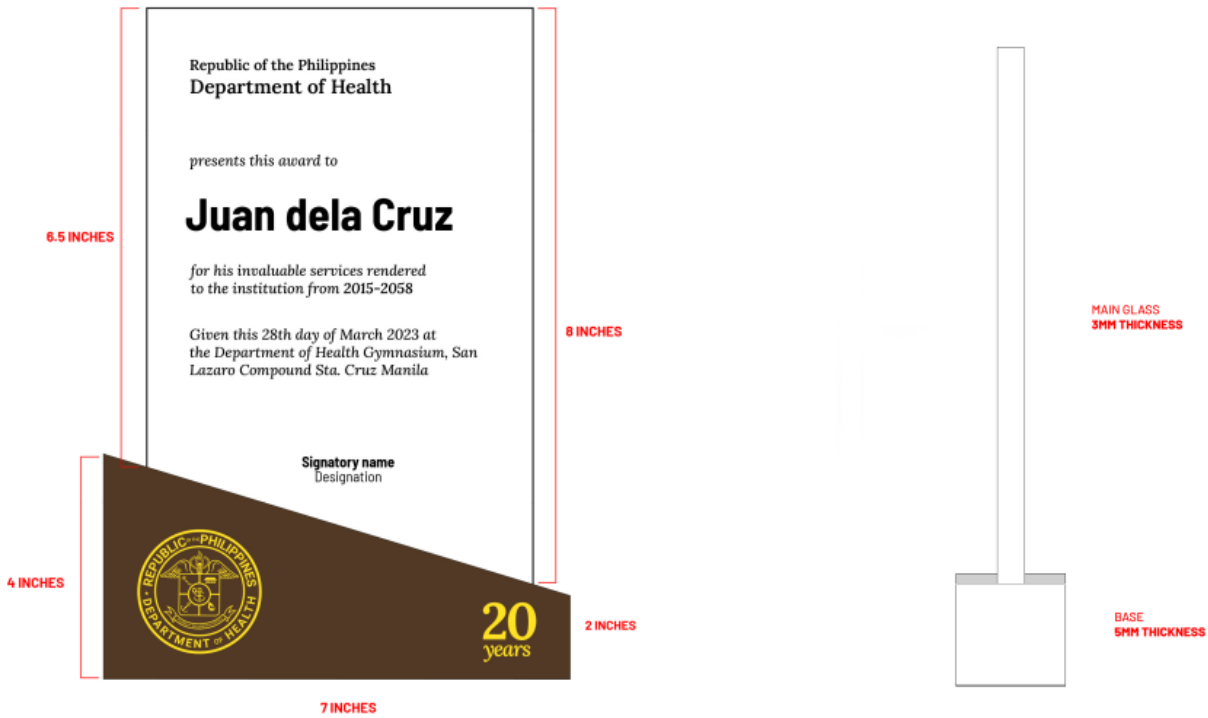 Republic of the Philippines
Department of Health
presents this award to
Juan dela Cruz
for his invaluable services rendered
to the institution from 2015-2058
Given this 28th day of March 2023 at
the Department of Health Gymnasium, San
Lazaro Compound Sta. Cruz Manila
Signatory name
Designation
6.5 INCHES
8 INCHES
4 INCHES
REPUBLIC OF THE PHILIPPINES
DEPARTMENT OF HEALTH
20
years
2 INCHES
7 INCHES
MAIN GLASS
3MM THICKNESS
BASE
5MM THICKNESS